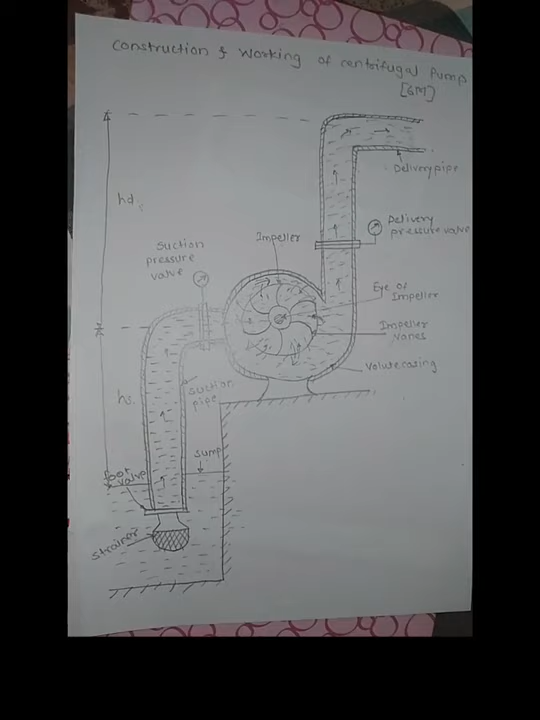 Construction & Working of centrifugal Pump
[6M]
Delivery pipe
hd
Delivery
pressure valve
Impeller
Suction
pressure
valve
Eye of
Impeller
Impeller
Vanes
Volute casing
Suction
pipe
hs
sump
foot
valve
Strainer